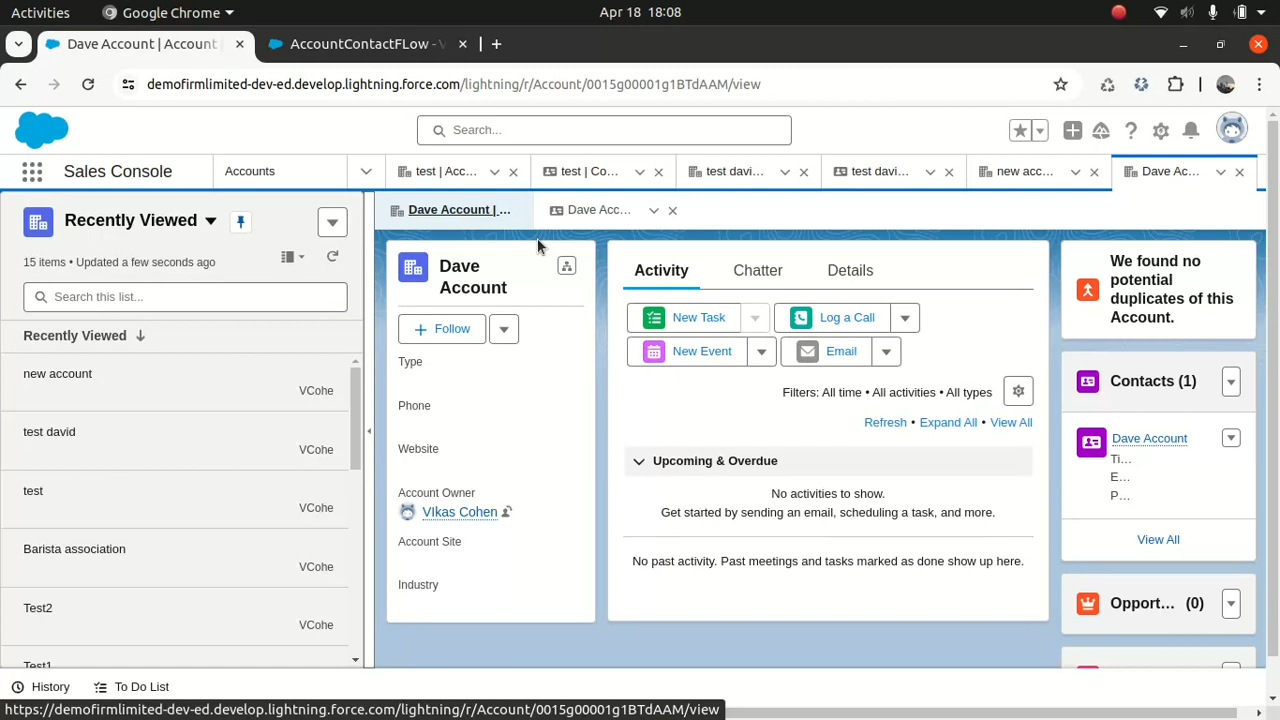 Activities
Google Chrome
Apr 18 18:08
Dave Account | Account
AccountContactFLow - V
demofirmlimited-dev-ed.develop.lightning.force.com/lightning/r/Account/0015g00001g1BTdAAM/view
Search...
Sales Console
Accounts
test | Acc...
test | Co...
test davi...
test davi...
new acc...
Dave Ac...
Recently Viewed
15 items • Updated a few seconds ago
Search this list...
Recently Viewed
new account
VCohe
test david
VCohe
test
VCohe
Barista association
VCohe
Test2
VCohe
Test1
Dave Account | ...
Dave Acc...
Dave
Account
Follow
Type
Phone
Website
Account Owner
VIkas Cohen
Account Site
Industry
Activity
Chatter
Details
New Task
Log a Call
New Event
Email
Filters: All time • All activities • All types
Refresh • Expand All • View All
Upcoming & Overdue
No activities to show.
Get started by sending an email, scheduling a task, and more.
No past activity. Past meetings and tasks marked as done show up here.
We found no
potential
duplicates of this
Account.
Contacts (1)
Dave Account
Ti...
E...
P...
View All
Opport... (0)
History
To Do List
https://demofirmlimited-dev-ed.develop.lightning.force.com/lightning/r/Account/0015g00001g1BTdAAM/view